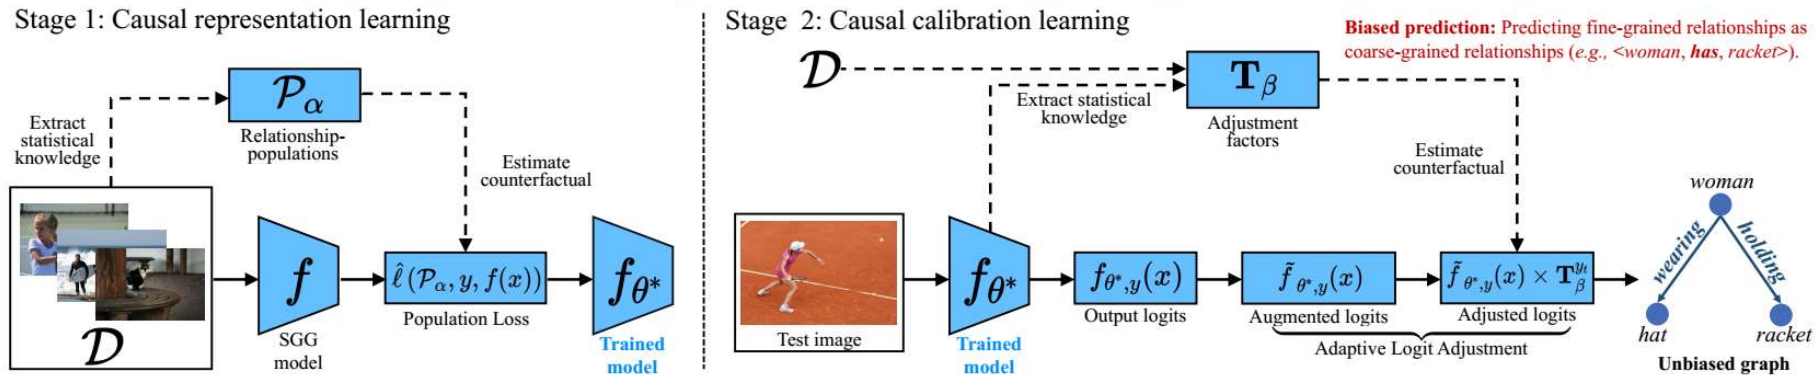 Stage 1: Causal representation learning
Extract
statistical
knowledge
𝒫α
Relationship-
populations
Estimate
counterfactual
𝒟
f
SGG
model
ℓ̂ (𝒫α, y, f(x))
Population Loss
fθ*
Trained
model
Stage 2: Causal calibration learning
Biased prediction: Predicting fine-grained relationships as
coarse-grained relationships (e.g., <woman, has, racket>).
𝒟
Extract statistical
knowledge
Tβ
Adjustment
factors
Estimate
counterfactual
Test image
fθ*
Trained
model
fθ*,y(x)
Output logits
f̃ θ*,y(x)
Augmented logits
f̃ θ*,y(x) × Tβ^yt
Adjusted logits
Adaptive Logit Adjustment
woman
wearing
holding
hat
racket
Unbiased graph